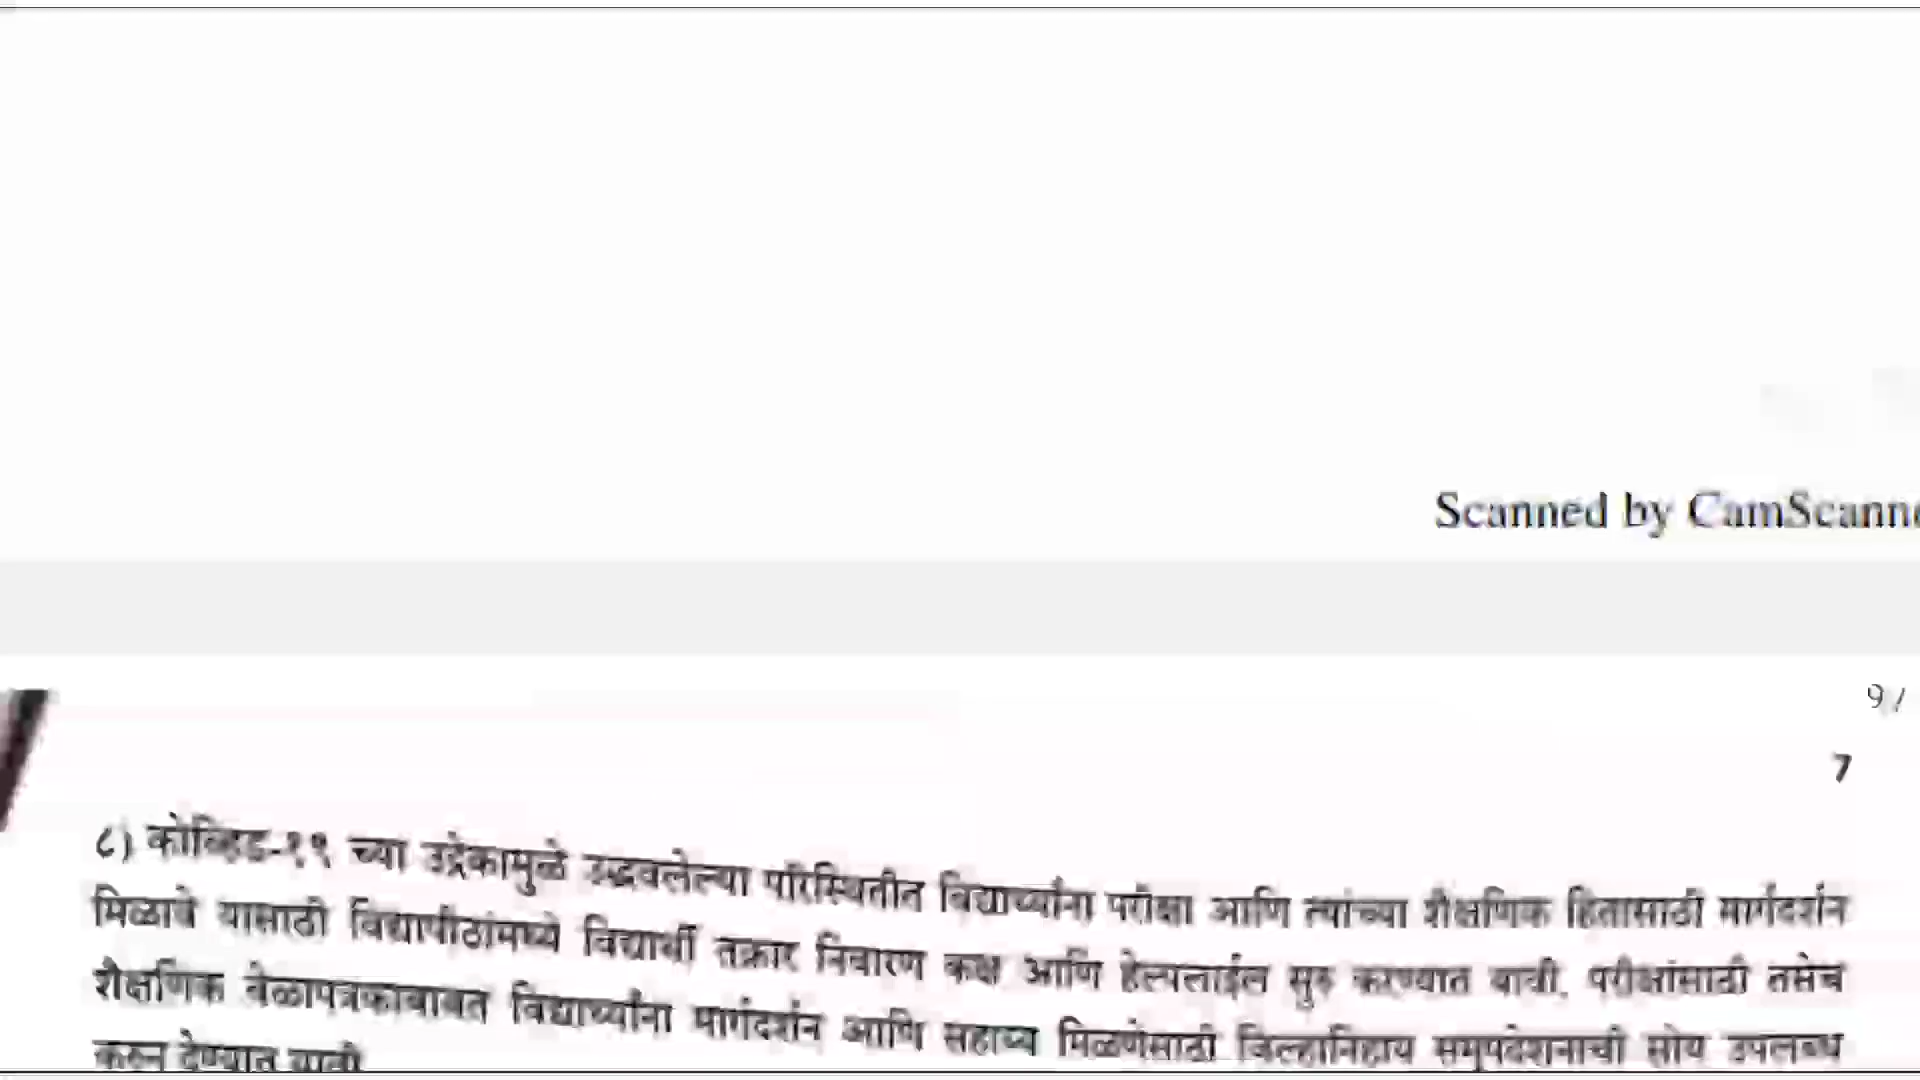 Scanned by CamScanne
9 /
7
८) कोव्हिड-१९ च्या उद्रेकामुळे उद्भवलेल्या परिस्थितीत विद्यार्थ्यांना परीक्षा आणि त्यांच्या शैक्षणिक हितासाठी मार्गदर्शन
मिळावे यासाठी विद्यापीठांमध्ये विद्यार्थी तक्रार निवारण कक्ष आणि हेल्पलाईल सुरु करण्यात यावी. परीक्षांसाठी तसेच
शैक्षणिक वेळापत्रकाबाबत विद्यार्थ्यांना मार्गदर्शन आणि सहाय्य मिळणेसाठी जिल्हानिहाय समुपदेशनाची सोय उपलब्ध
करुन देण्यात यावी